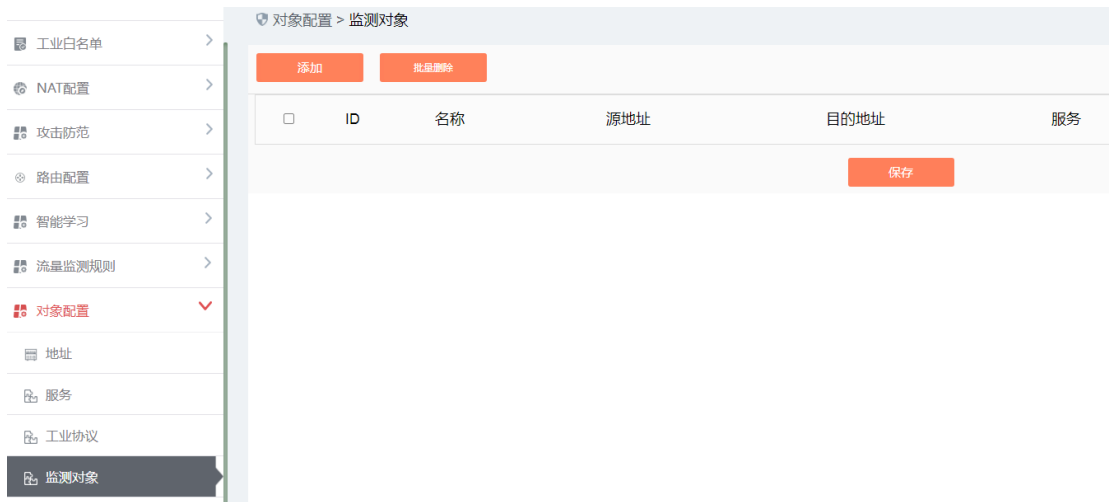 工业白名单
NAT配置
攻击防范
路由配置
智能学习
流量监测规则
对象配置
地址
服务
工业协议
监测对象
对象配置 > 监测对象
添加 批量删除
ID 名称 源地址 目的地址 服务
保存